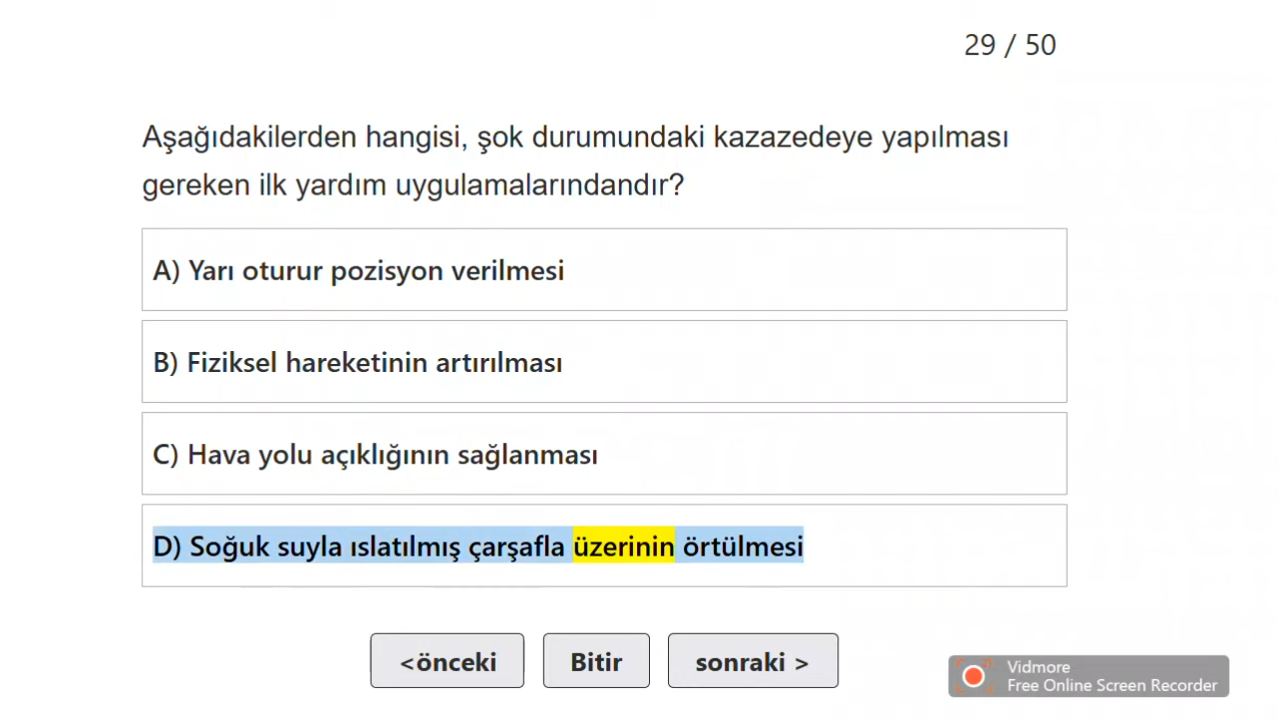 29 / 50
Aşağıdakilerden hangisi, şok durumundaki kazazedeye yapılması
gereken ilk yardım uygulamalarındandır?
A) Yarı oturur pozisyon verilmesi
B) Fiziksel hareketinin artırılması
C) Hava yolu açıklığının sağlanması
D) Soğuk suyla ıslatılmış çarşafla üzerinin örtülmesi
<önceki
Bitir
sonraki >
Vidmore
Free Online Screen Recorder